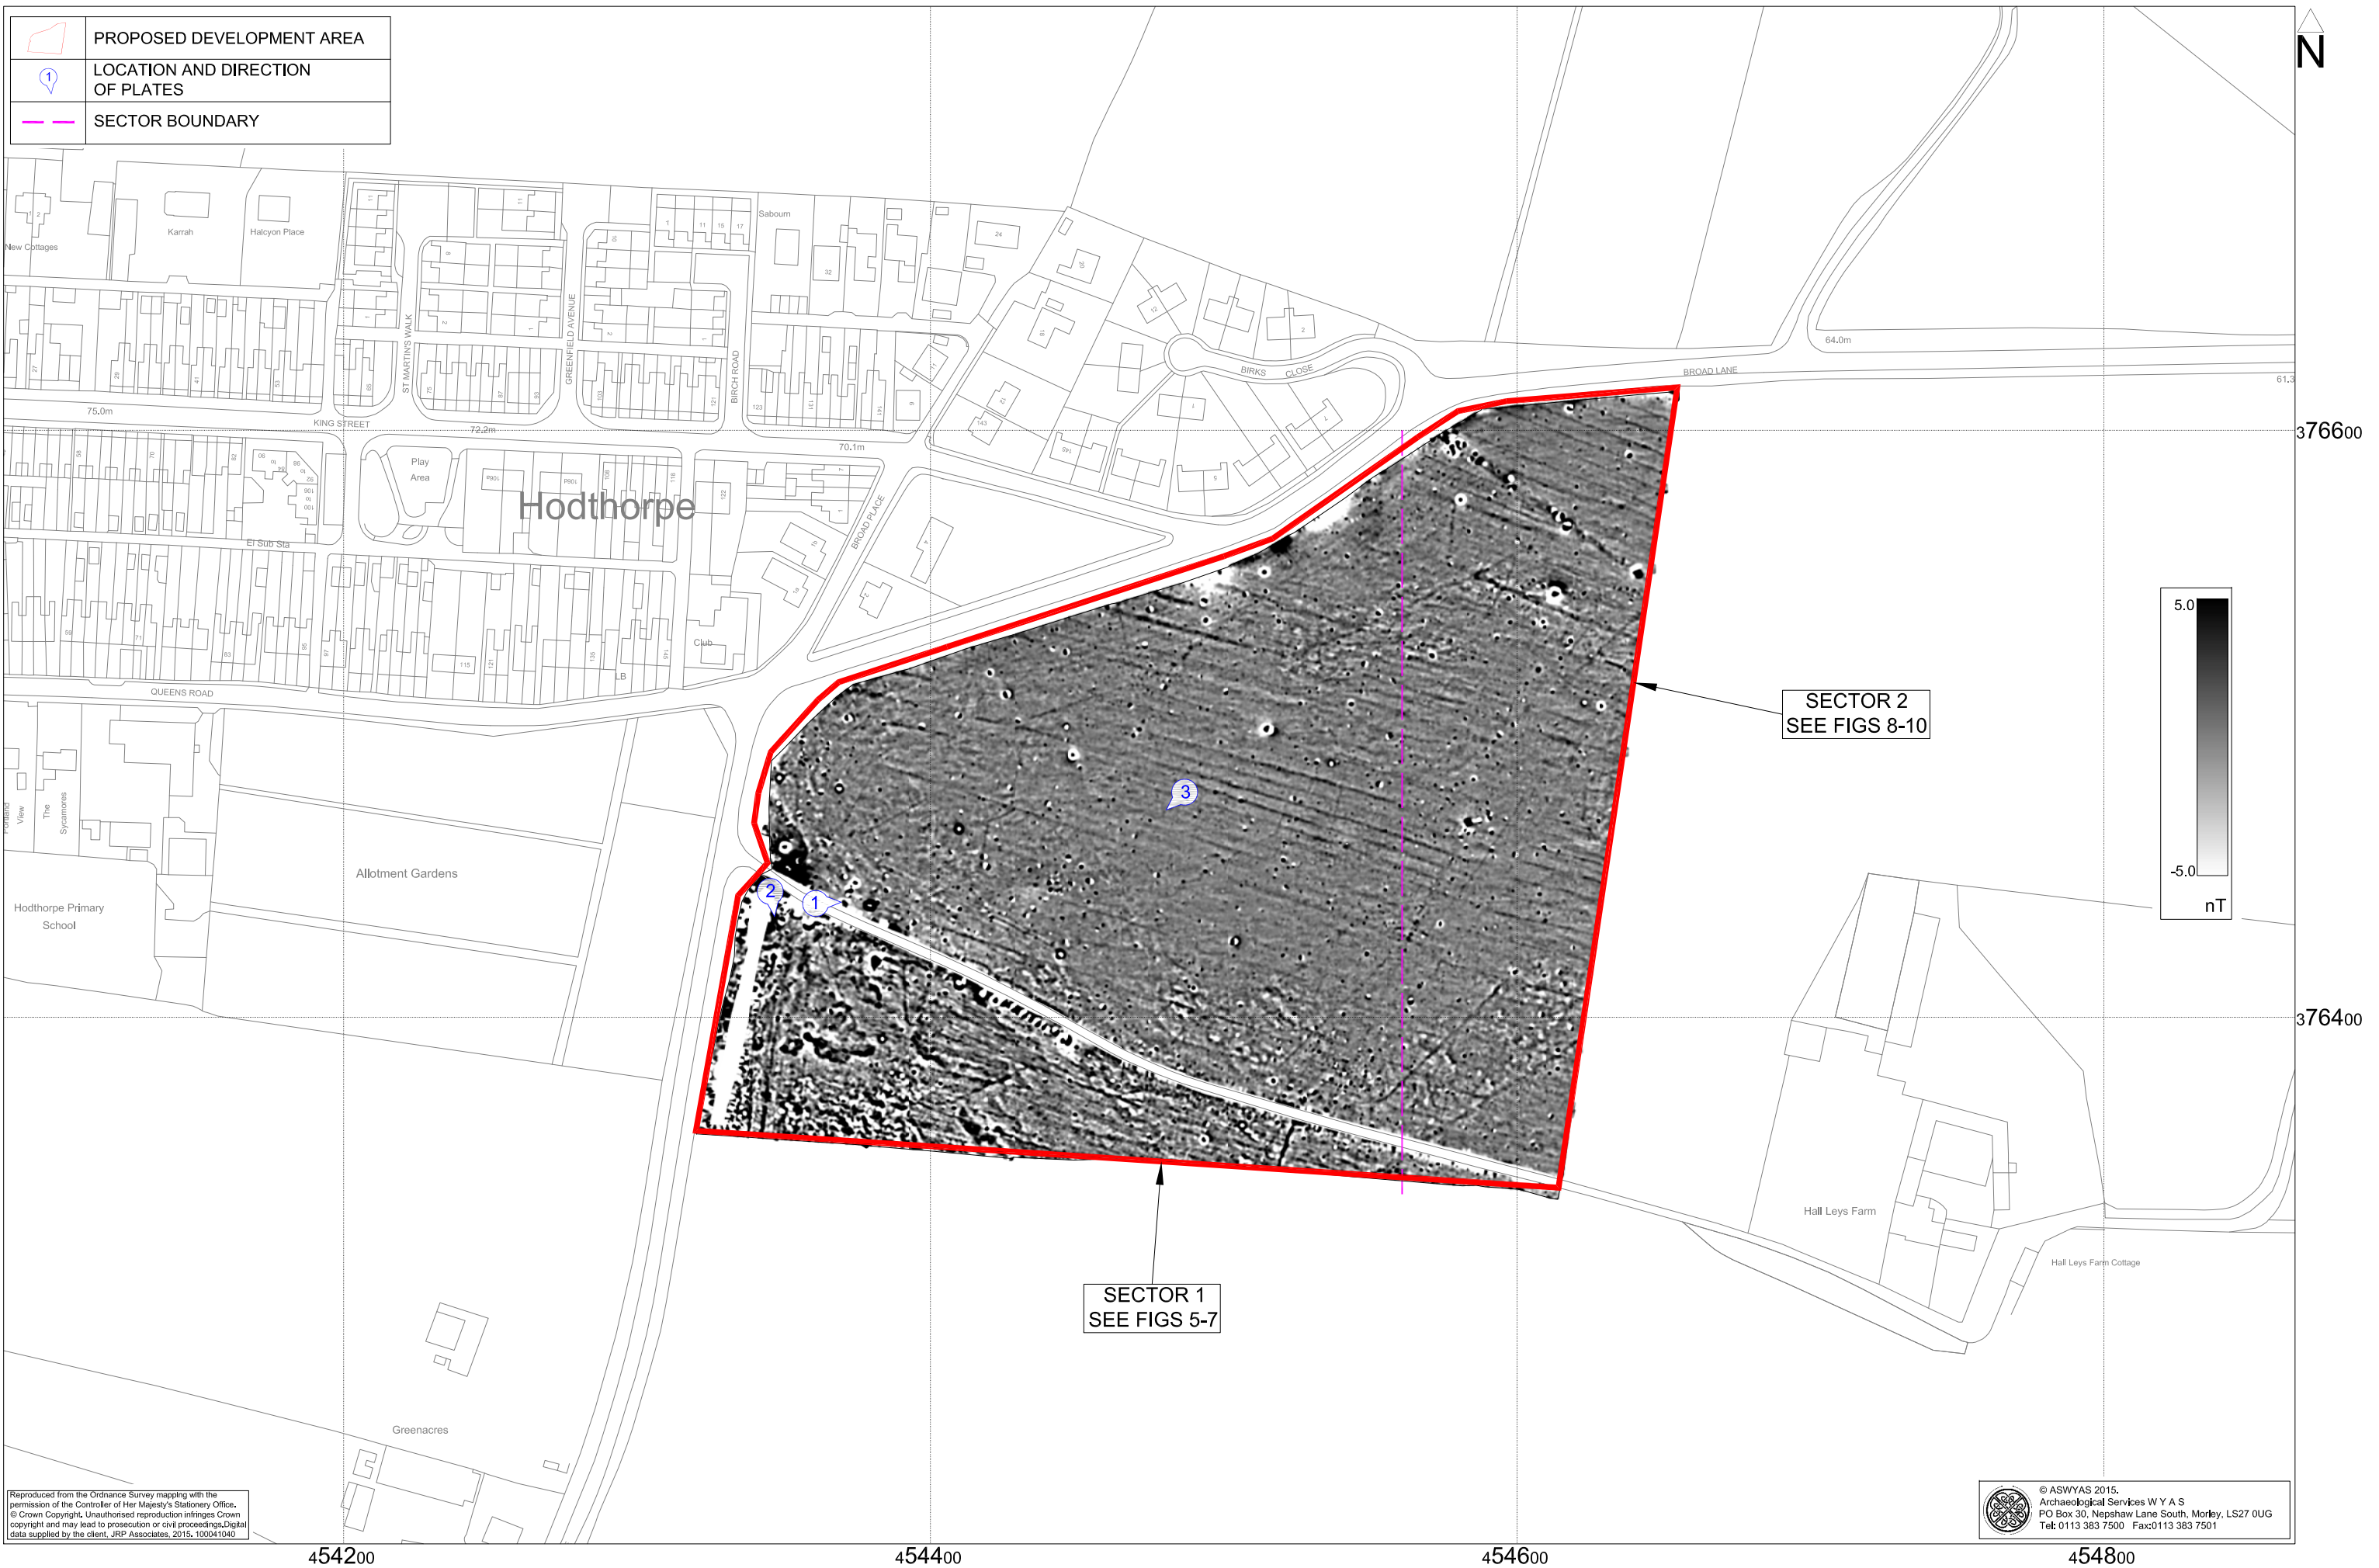 PROPOSED DEVELOPMENT AREA
1
LOCATION AND DIRECTION
OF PLATES
SECTOR BOUNDARY
N
New Cottages
Karrah
Halcyon Place
Sabourn
ST MARTIN'S WALK
GREENFIELD AVENUE
BIRCH ROAD
BIRKS CLOSE
BROAD LANE
64.0m
61.3
75.0m
KING STREET
72.2m
70.1m
376600
Play
Area
Hodthorpe
BROAD PLACE
El Sub Sta
Club
LB
QUEENS ROAD
5.0
-5.0
nT
SECTOR 2
SEE FIGS 8-10
View
The
Sycamores
Allotment Gardens
Hodthorpe Primary
School
3
2
1
376400
Hall Leys Farm
Hall Leys Farm Cottage
SECTOR 1
SEE FIGS 5-7
Greenacres
Reproduced from the Ordnance Survey mapping with the
permission of the Controller of Her Majesty's Stationery Office.
© Crown Copyright. Unauthorised reproduction infringes Crown
copyright and may lead to prosecution or civil proceedings.Digital
data supplied by the client, JRP Associates, 2015. 100041040
© ASWYAS 2015.
Archaeological Services W Y A S
PO Box 30, Nepshaw Lane South, Morley, LS27 0UG
Tel: 0113 383 7500 Fax:0113 383 7501
454200
454400
454600
454800